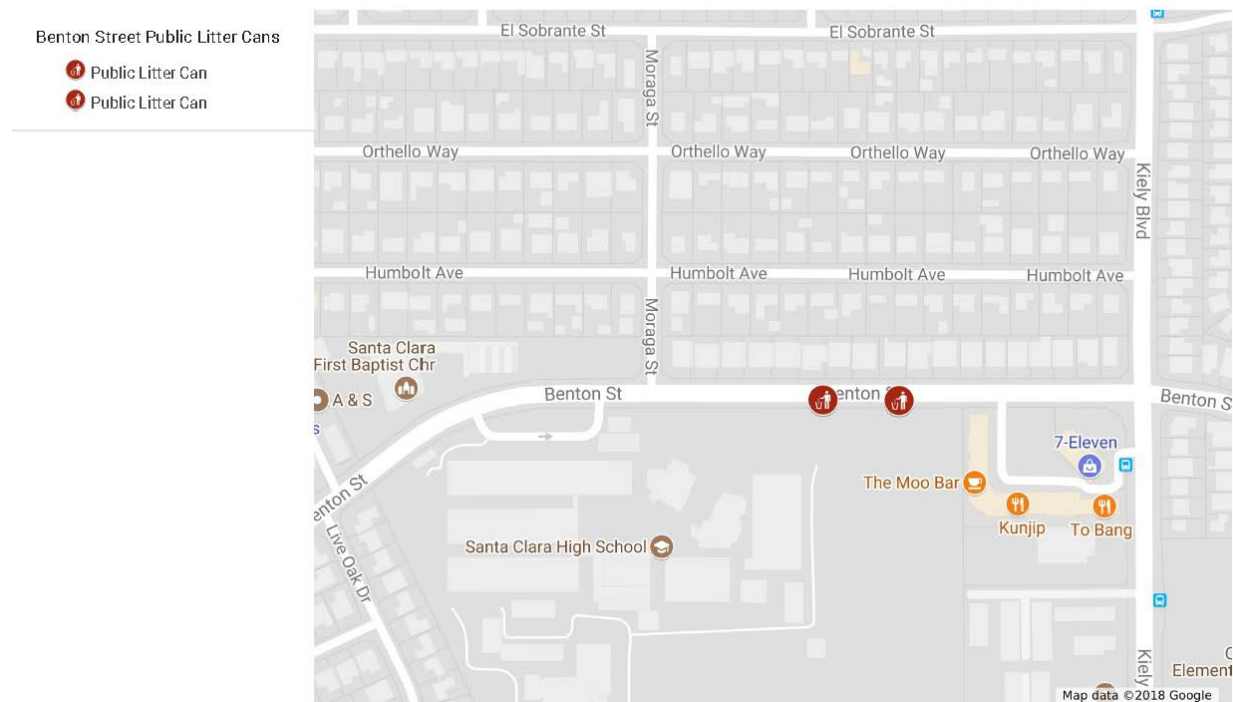 Benton Street Public Litter Cans
Public Litter Can
Public Litter Can
El Sobrante St
El Sobrante St
Moraga St
Orthello Way
Orthello Way
Orthello Way
Orthello Way
Kiely Blvd
Humbolt Ave
Humbolt Ave
Humbolt Ave
Humbolt Ave
Moraga St
Santa Clara
First Baptist Chr
A & S
s
Benton St
enton S
Benton S
7-Eleven
The Moo Bar
enton St
Kunjip
To Bang
Santa Clara High School
Live Oak Dr
Kiely
Element
Map data ©2018 Google